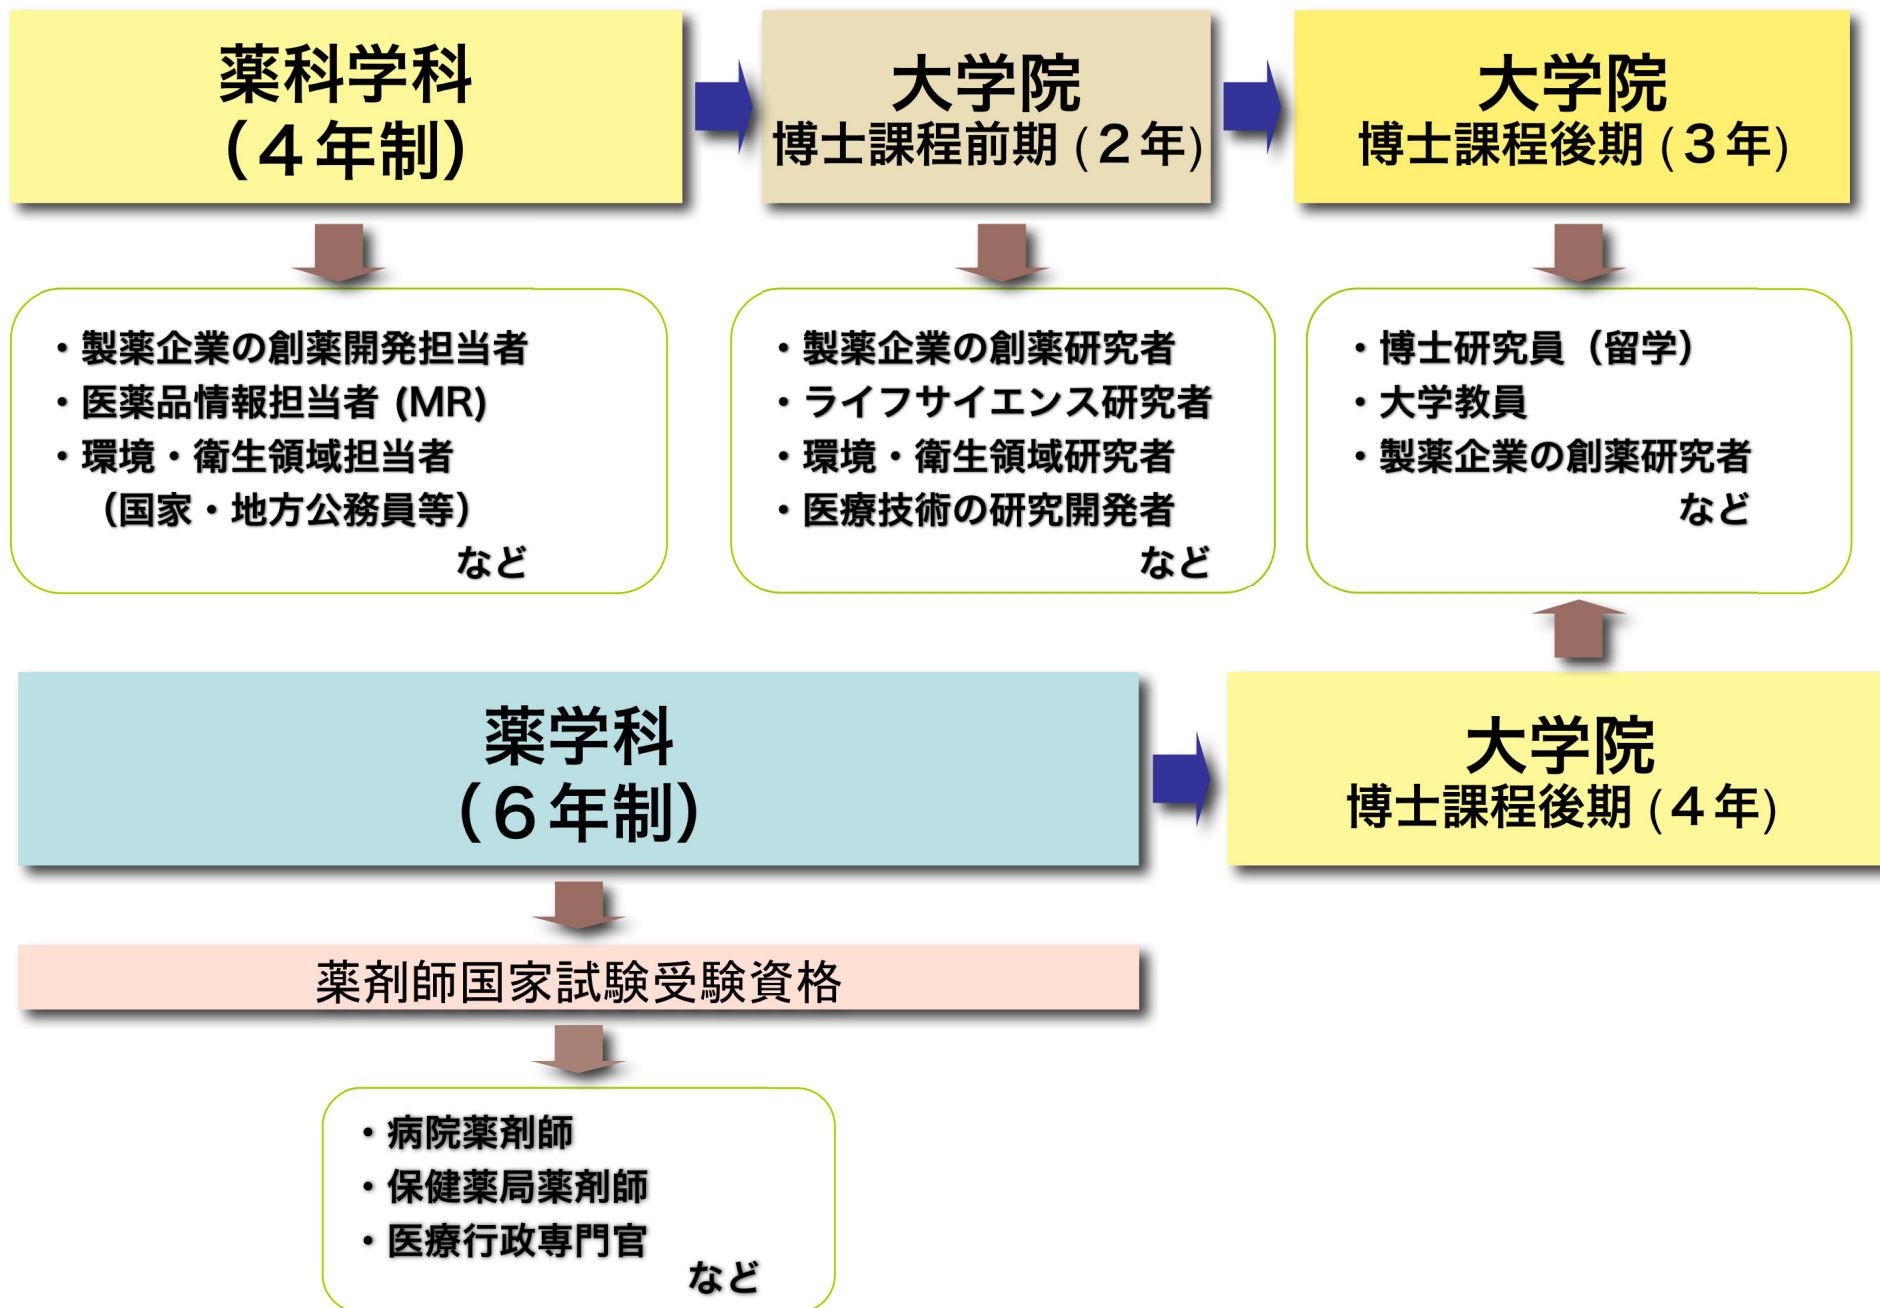 薬科学科
（４年制）
大学院
博士課程前期 (２年)
大学院
博士課程後期 (３年)
・製薬企業の創薬開発担当者
・医薬品情報担当者 (MR)
・環境・衛生領域担当者
（国家・地方公務員等）
など
・製薬企業の創薬研究者
・ライフサイエンス研究者
・環境・衛生領域研究者
・医療技術の研究開発者
など
・博士研究員（留学）
・大学教員
・製薬企業の創薬研究者
など
薬学科
（６年制）
大学院
博士課程後期 (４年)
薬剤師国家試験受験資格
・病院薬剤師
・保健薬局薬剤師
・医療行政専門官
など